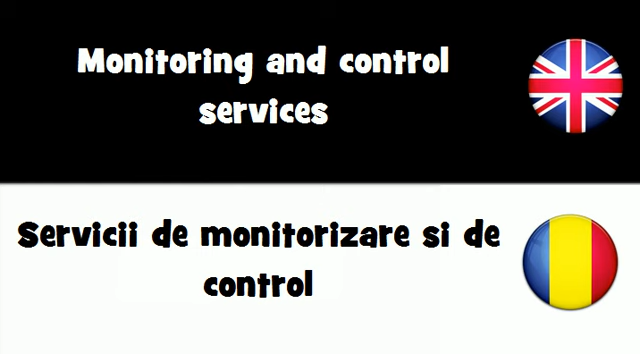 Monitoring and control
services
Servicii de monitorizare si de
control